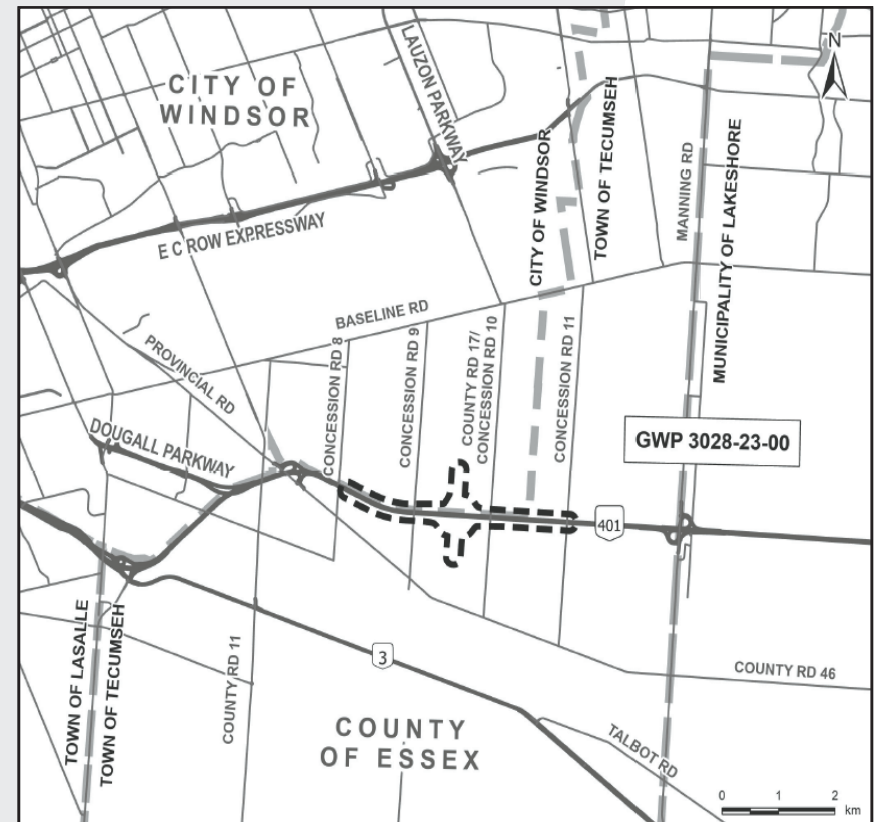 CITY OF
WINDSOR
LAUZON PARKWAY
N
CITY OF WINDSOR
TOWN OF TECUMSEH
MANNING RD
MUNICIPALITY OF LAKESHORE
E C ROW EXPRESSWAY
BASELINE RD
PROVINCIAL RD
DOUGALL PARKWAY
CONCESSION RD 8
CONCESSION RD 9
COUNTY RD 17/
CONCESSION RD 10
CONCESSION RD 11
GWP 3028-23-00
401
TOWN OF LASALLE
TOWN OF TECUMSEH
COUNTY RD 11
3
COUNTY RD 46
COUNTY
OF ESSEX
TALBOT RD
0 1 2
km